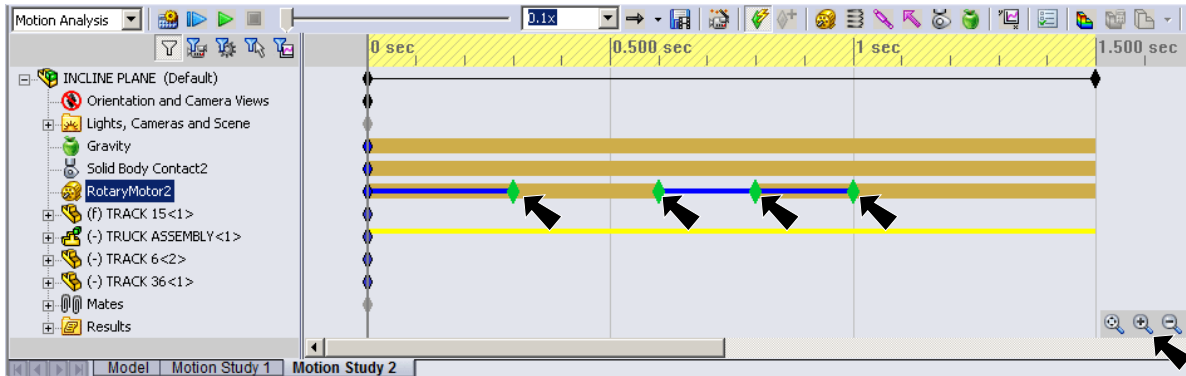 Motion Analysis 0.1x
0 sec 0.500 sec 1 sec 1.500 sec
INCLINE PLANE (Default)
Orientation and Camera Views
Lights, Cameras and Scene
Gravity
Solid Body Contact2
RotaryMotor2
(f) TRACK 15<1>
(-) TRUCK ASSEMBLY<1>
(-) TRACK 6<2>
(-) TRACK 36<1>
Mates
Results
Model Motion Study 1 Motion Study 2